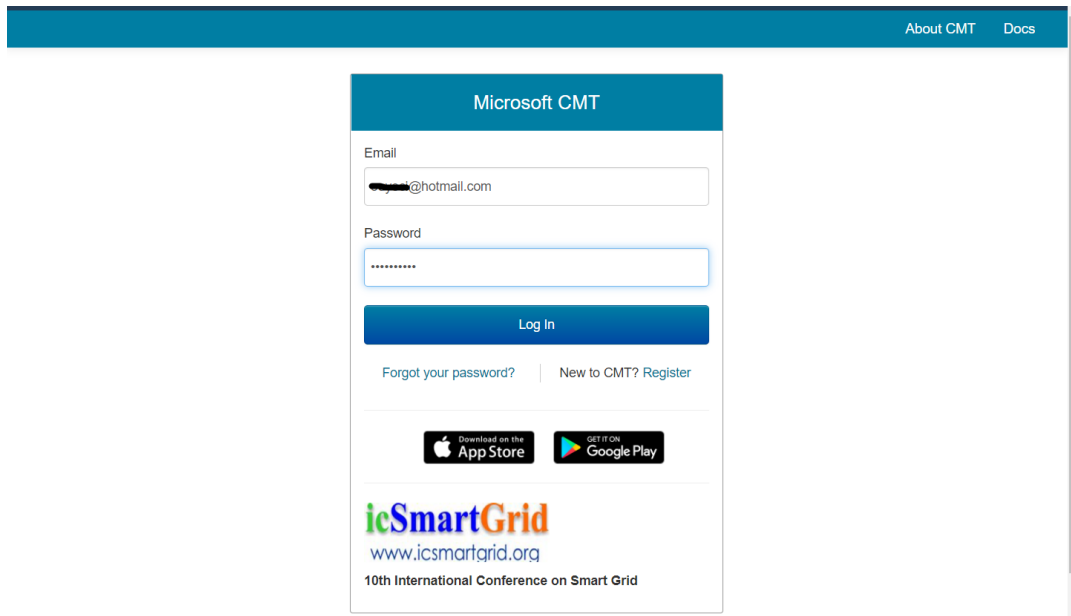 About CMT Docs
Microsoft CMT
Email
@hotmail.com
Password
••••••••••
Log In
Forgot your password? New to CMT? Register
Download on the
App Store
GET IT ON
Google Play
icSmartGrid
www.icsmartgrid.org
10th International Conference on Smart Grid